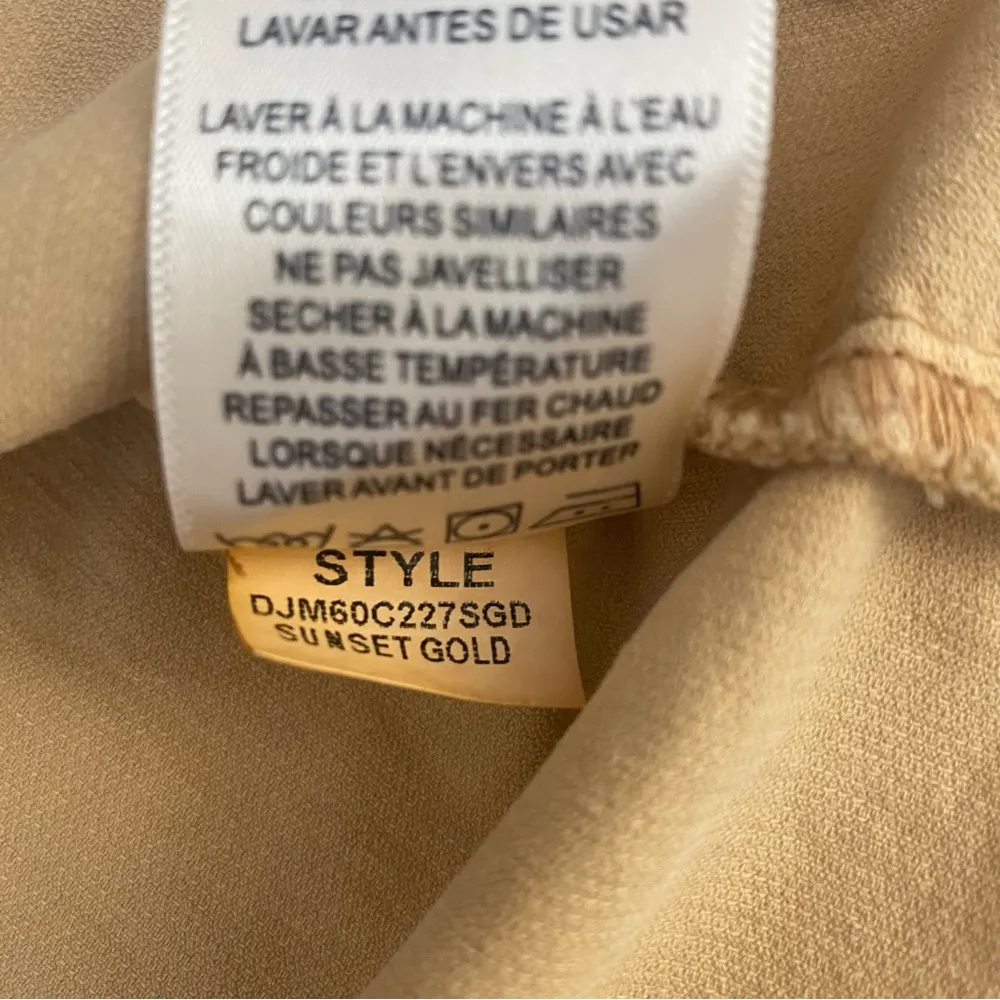 LAVAR ANTES DE USAR
LAVER À LA MACHINE À L'EAU
FROIDE ET L'ENVERS AVEC
COULEURS SIMILAIRES
NE PAS JAVELLISER
SECHER À LA MACHINE
À BASSE TEMPÉRATURE
REPASSER AU FER CHAUD
LORSQUE NÉCESSAIRE
LAVER AVANT DE PORTER
STYLE
DJM60C227SGD
SUNSET GOLD